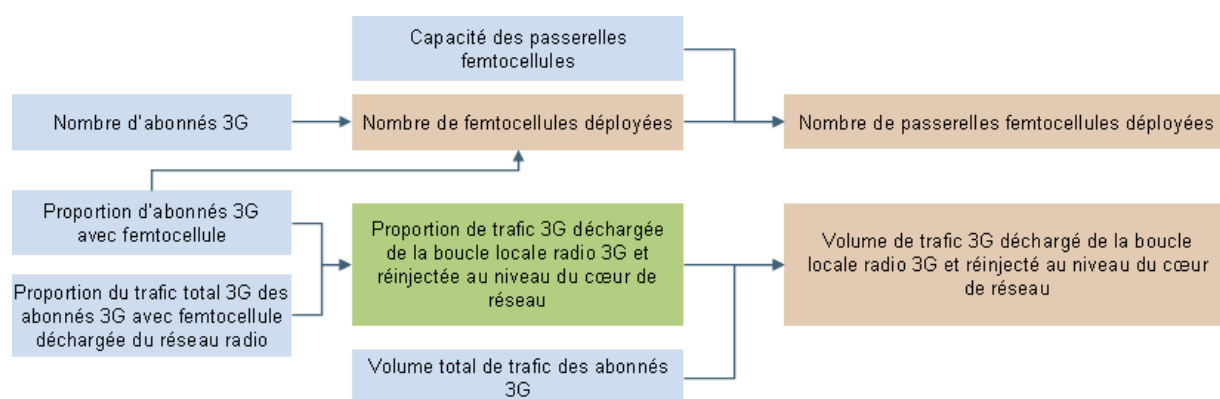 Capacité des passerelles
femtocellules
Nombre d'abonnés 3G
Nombre de femtocellules déployées
Nombre de passerelles femtocellules déployées
Proportion d'abonnés 3G
avec femtocellule
Proportion de trafic 3G déchargée
de la boucle locale radio 3G et
réinjectée au niveau du cœur de
réseau
Volume de trafic 3G déchargé de la boucle
locale radio 3G et réinjecté au niveau du cœur
de réseau
Proportion du trafic total 3G des
abonnés 3G avec femtocellule
déchargée du réseau radio
Volume total de trafic des abonnés
3G